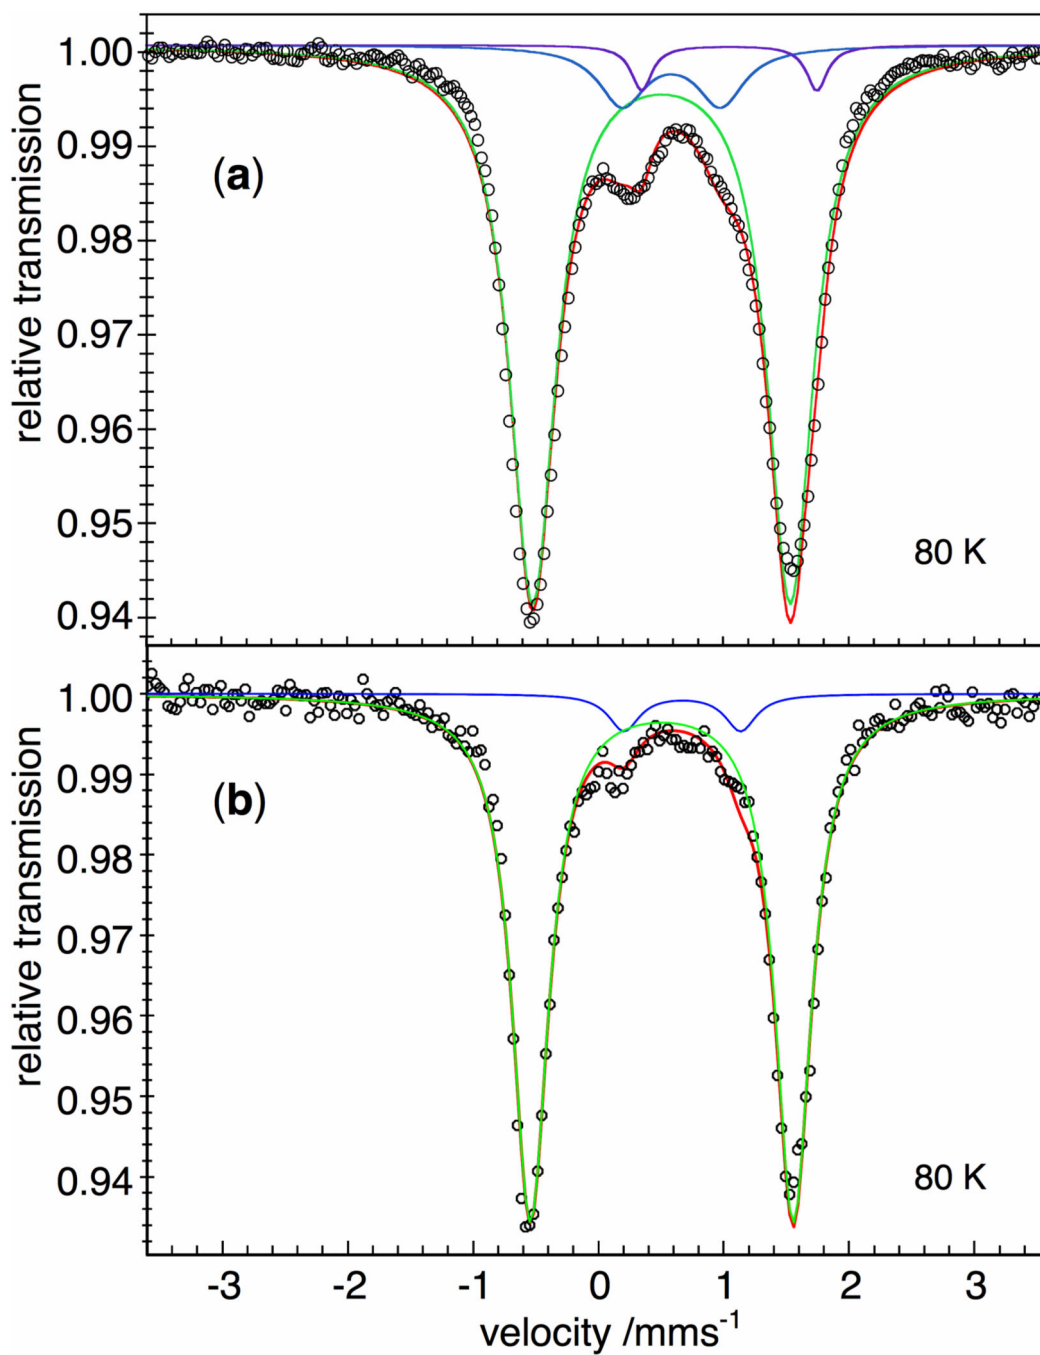 1.00
0.99
(a)
0.98
0.97
0.96
0.95
80 K
0.94
relative transmission
1.00
0.99
(b)
0.98
0.97
0.96
0.95
0.94
80 K
relative transmission
-3 -2 -1 0 1 2 3
velocity /mms⁻¹